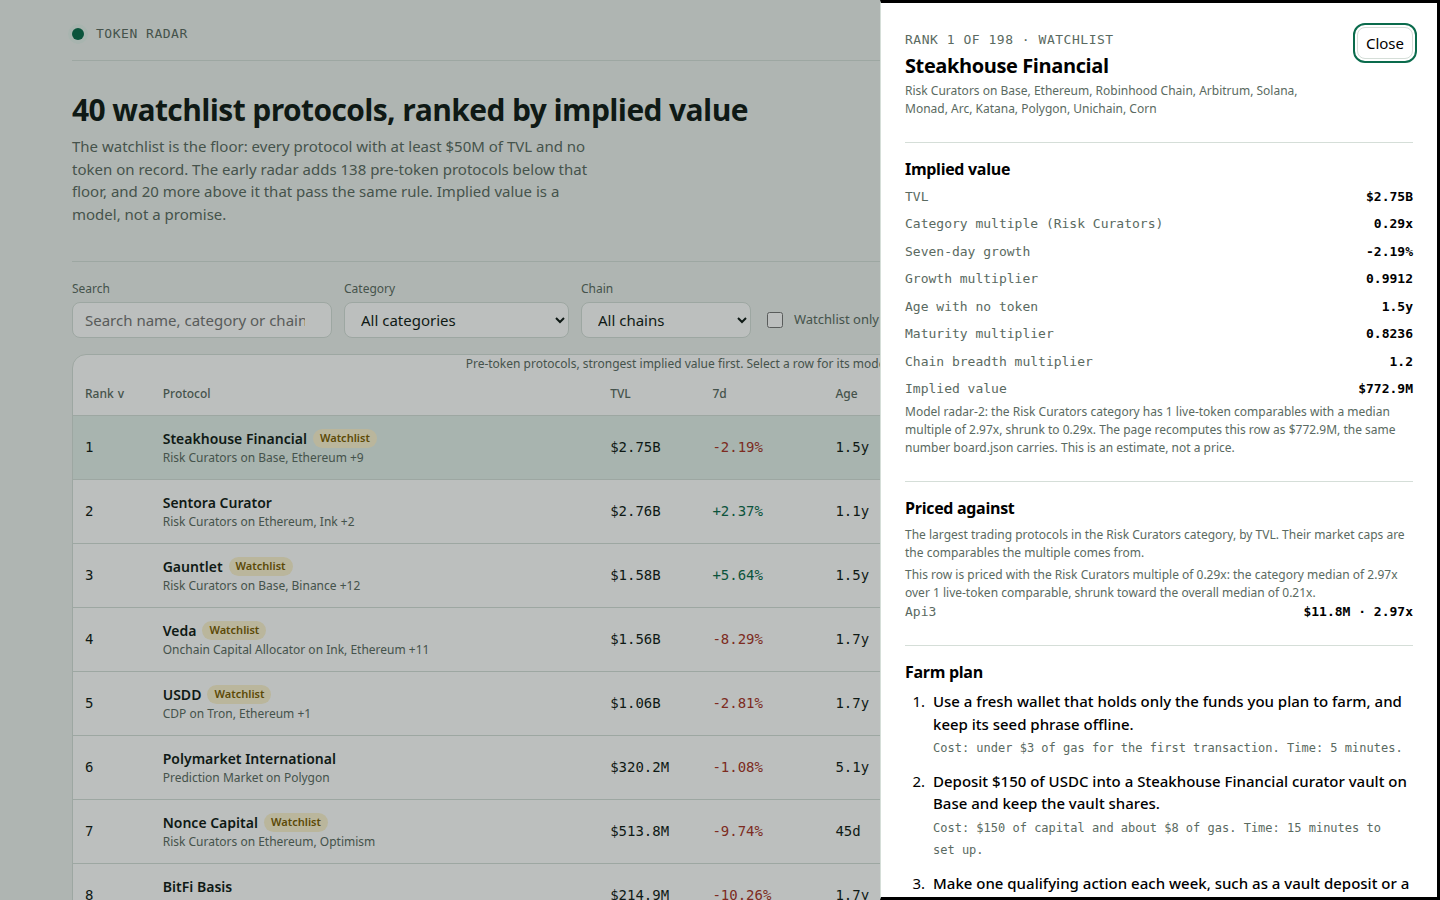 TOKEN RADAR
40 watchlist protocols, ranked by implied value
The watchlist is the floor: every protocol with at least $50M of TVL and no
token on record. The early radar adds 138 pre-token protocols below that
floor, and 20 more above it that pass the same rule. Implied value is a
model, not a promise.
Search
Category
Chain
Search name, category or chain
All categories
All chains
Watchlist only
Pre-token protocols, strongest implied value first. Select a row for its
Rank v
Protocol
TVL
7d
Age
1
Steakhouse Financial
Watchlist
Risk Curators on Base, Ethereum +9
$2.75B
-2.19%
1.5y
2
Sentora Curator
Risk Curators on Ethereum, Ink +2
$2.76B
+2.37%
1.1y
3
Gauntlet
Watchlist
Risk Curators on Base, Binance +12
$1.58B
+5.64%
1.5y
4
Veda
Watchlist
Onchain Capital Allocator on Ink, Ethereum +11
$1.56B
-8.29%
1.7y
5
USDD
Watchlist
CDP on Tron, Ethereum +1
$1.06B
-2.81%
1.7y
6
Polymarket International
Prediction Market on Polygon
$320.2M
-1.08%
5.1y
7
Nonce Capital
Watchlist
Risk Curators on Ethereum, Optimism
$513.8M
-9.74%
45d
8
BitFi Basis
$214.9M
-10.26%
1.7y
RANK 1 OF 198 · WATCHLIST
Close
Steakhouse Financial
Risk Curators on Base, Ethereum, Robinhood Chain, Arbitrum, Solana,
Monad, Arc, Katana, Polygon, Unichain, Corn
Implied value
TVL $2.75B
Category multiple (Risk Curators) 0.29x
Seven-day growth -2.19%
Growth multiplier 0.9912
Age with no token 1.5y
Maturity multiplier 0.8236
Chain breadth multiplier 1.2
Implied value $772.9M
Model radar-2: the Risk Curators category has 1 live-token comparables with a median
multiple of 2.97x, shrunk to 0.29x. The page recomputes this row as $772.9M, the same
number board.json carries. This is an estimate, not a price.
Priced against
The largest trading protocols in the Risk Curators category, by TVL. Their market caps are
the comparables the multiple comes from.
This row is priced with the Risk Curators multiple of 0.29x: the category median of 2.97x
over 1 live-token comparable, shrunk toward the overall median of 0.21x.
Api3 $11.8M · 2.97x
Farm plan
1. Use a fresh wallet that holds only the funds you plan to farm, and
keep its seed phrase offline.
Cost: under $3 of gas for the first transaction. Time: 5 minutes.
2. Deposit $150 of USDC into a Steakhouse Financial curator vault on
Base and keep the vault shares.
Cost: $150 of capital and about $8 of gas. Time: 15 minutes to
set up.
3. Make one qualifying action each week, such as a vault deposit or a